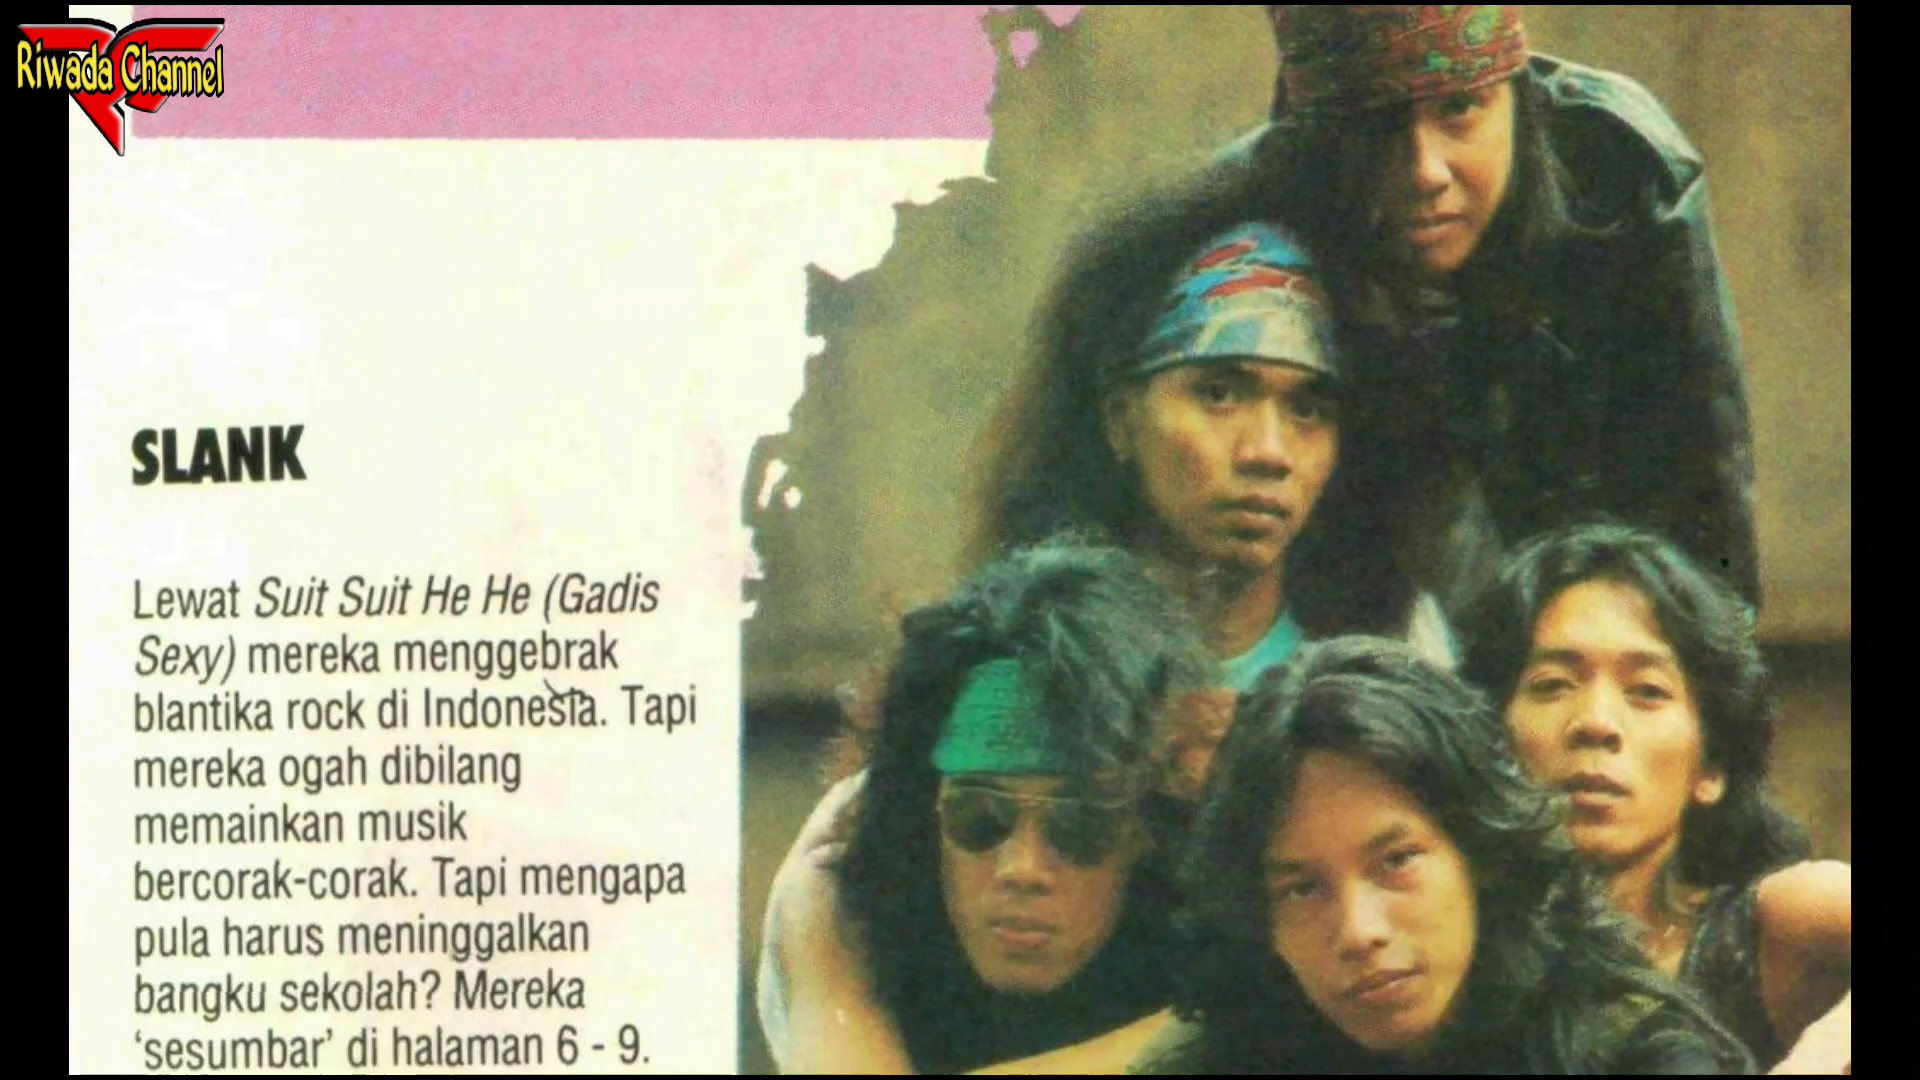 Riwada Channel
SLANK
Lewat Suit Suit He He (Gadis
Sexy) mereka menggebrak
blantika rock di Indonesia. Tapi
mereka ogah dibilang
memainkan musik
bercorak-corak. Tapi mengapa
pula harus meninggalkan
bangku sekolah? Mereka
‘sesumbar’ di halaman 6 - 9.